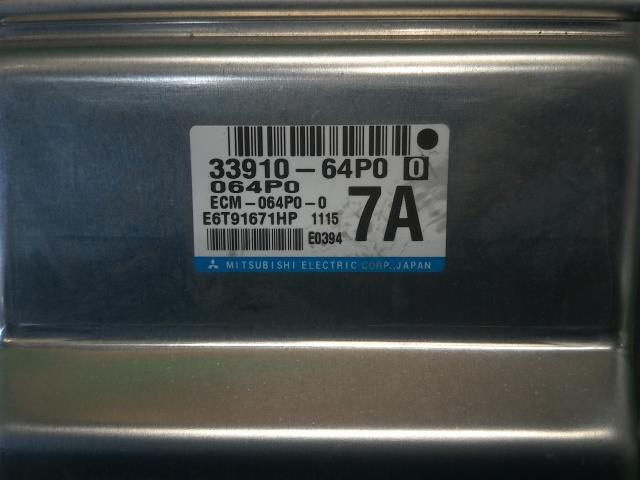 33910-64P0 0
064P0
ECM-064P0-0
E6T91671HP 1115
7A
E0394
MITSUBISHI ELECTRIC CORP.,JAPAN